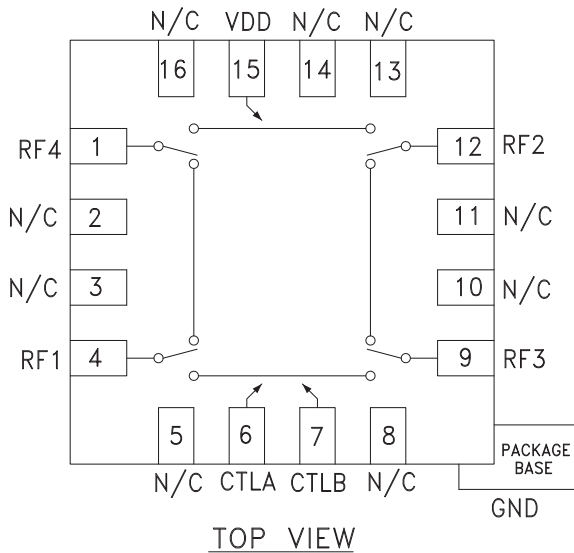 N/C VDD N/C N/C
16 15 14 13
RF4 1 12 RF2
N/C 2 11 N/C
N/C 3 10 N/C
RF1 4 9 RF3
5 6 7 8
N/C CTLA CTLB N/C
PACKAGE
BASE
GND
TOP VIEW